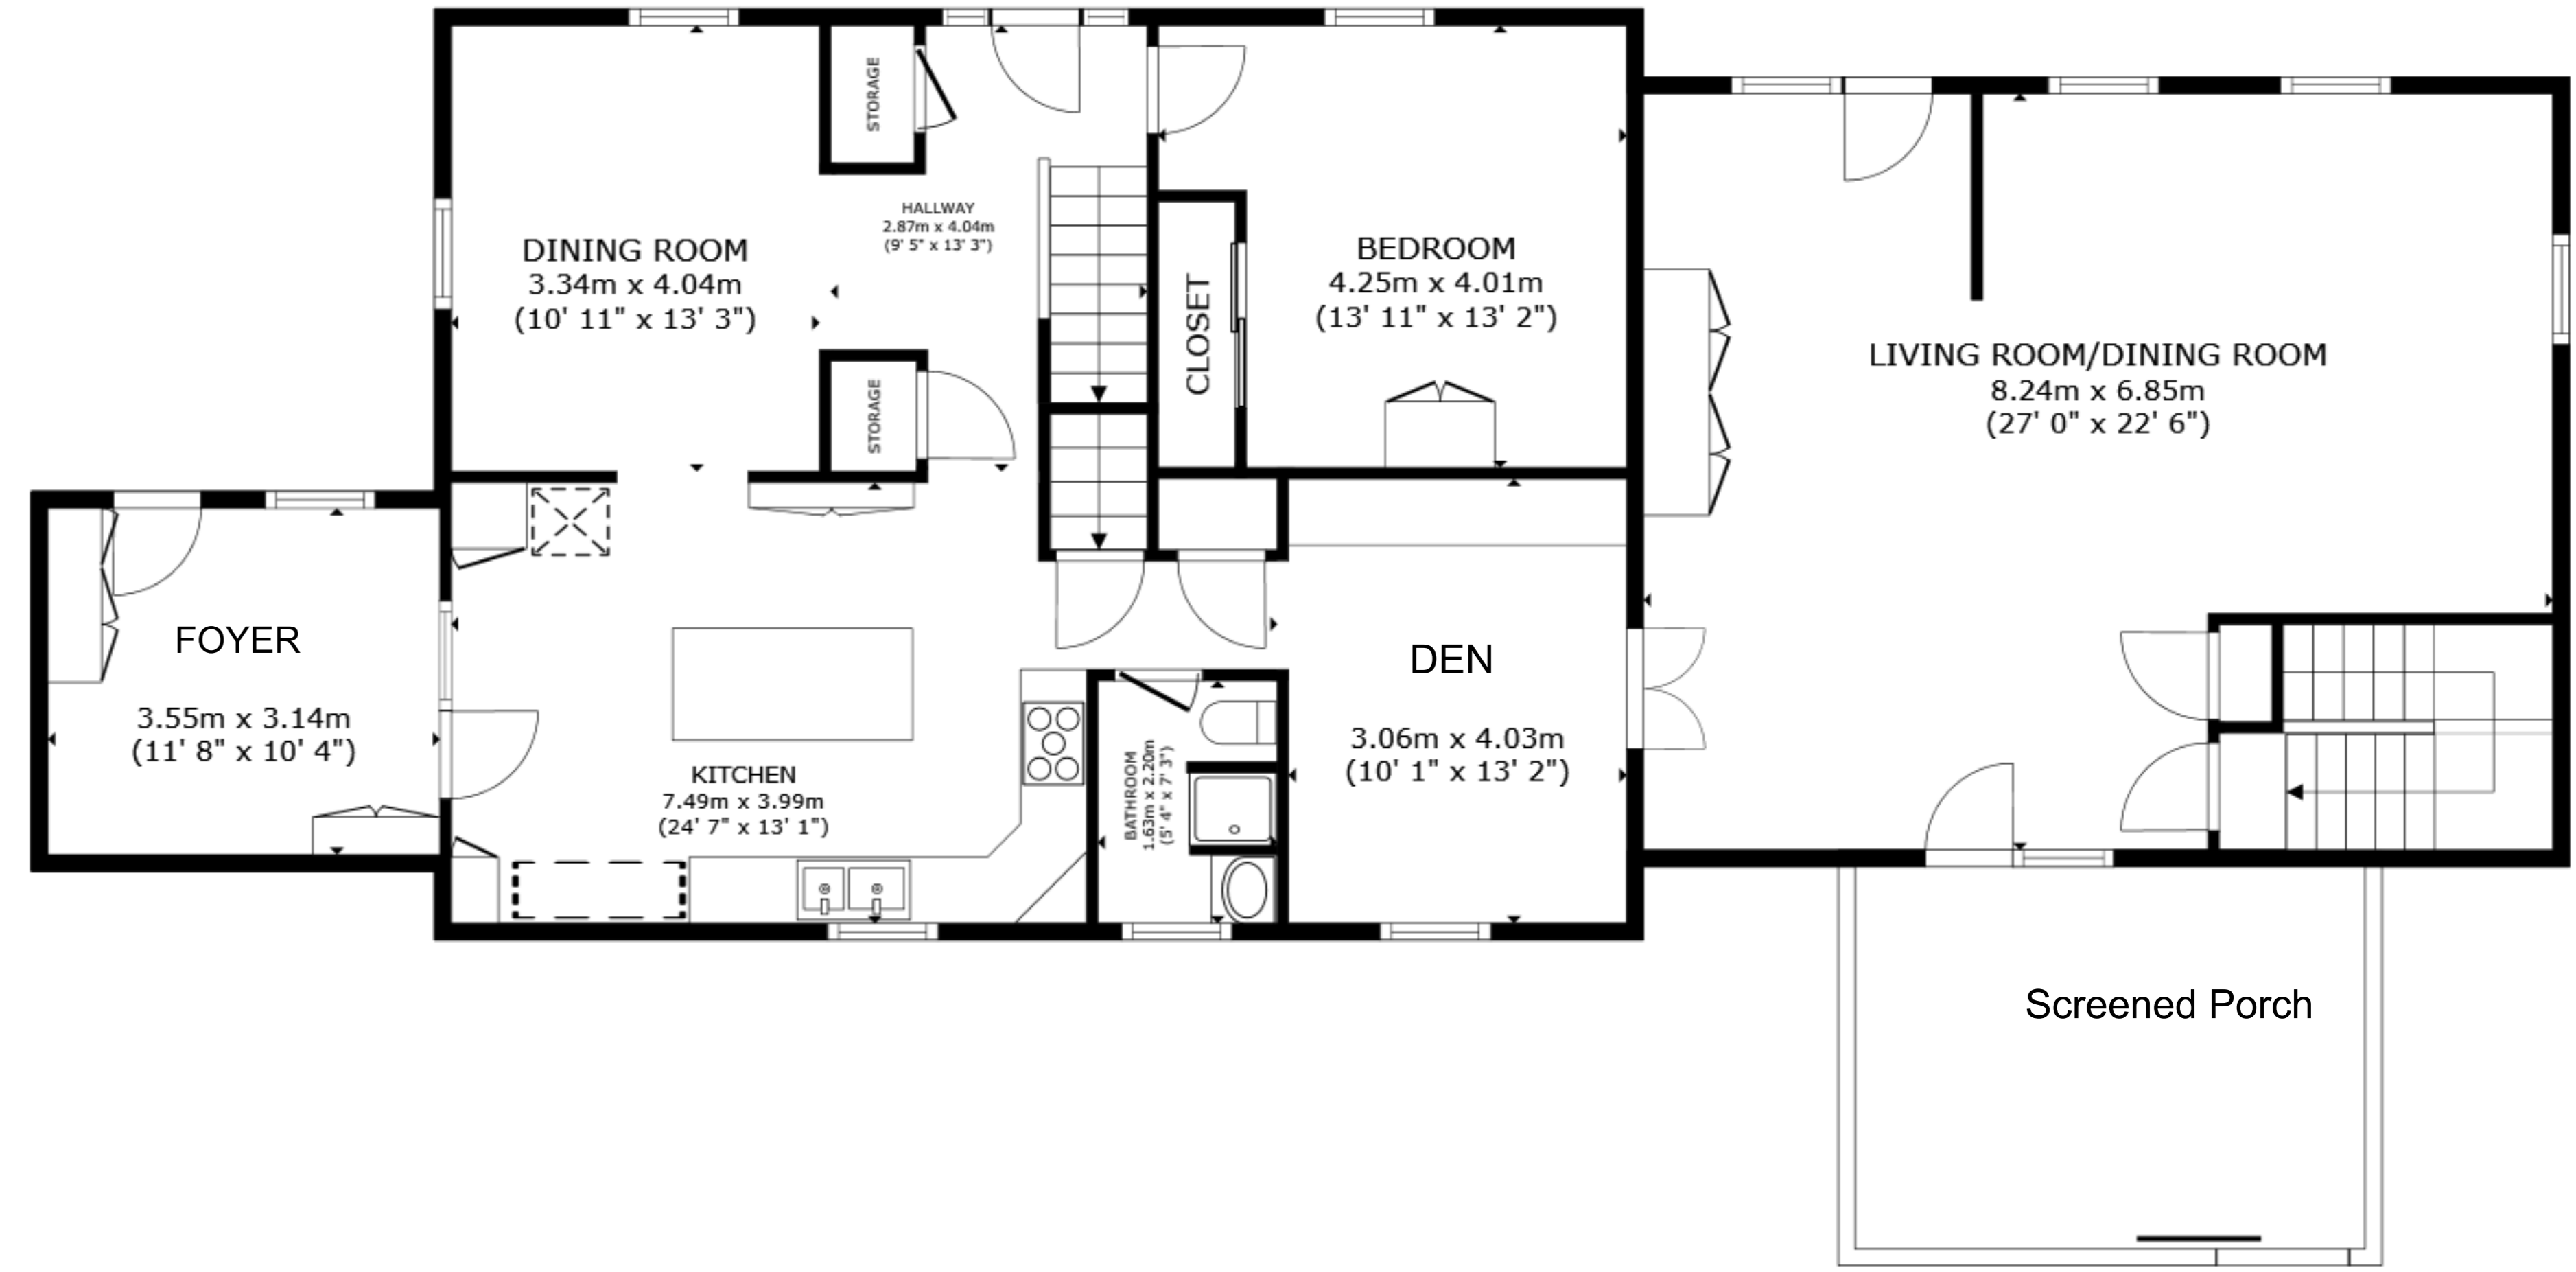 STORAGE
HALLWAY
2.87m x 4.04m
(9' 5" x 13' 3")
DINING ROOM
3.34m x 4.04m
(10' 11" x 13' 3")
STORAGE
CLOSET
BEDROOM
4.25m x 4.01m
(13' 11" x 13' 2")
LIVING ROOM/DINING ROOM
8.24m x 6.85m
(27' 0" x 22' 6")
FOYER
3.55m x 3.14m
(11' 8" x 10' 4")
KITCHEN
7.49m x 3.99m
(24' 7" x 13' 1")
BATHROOM
1.63m x 2.20m
(5' 4" x 7' 3")
DEN
3.06m x 4.03m
(10' 1" x 13' 2")
Screened Porch